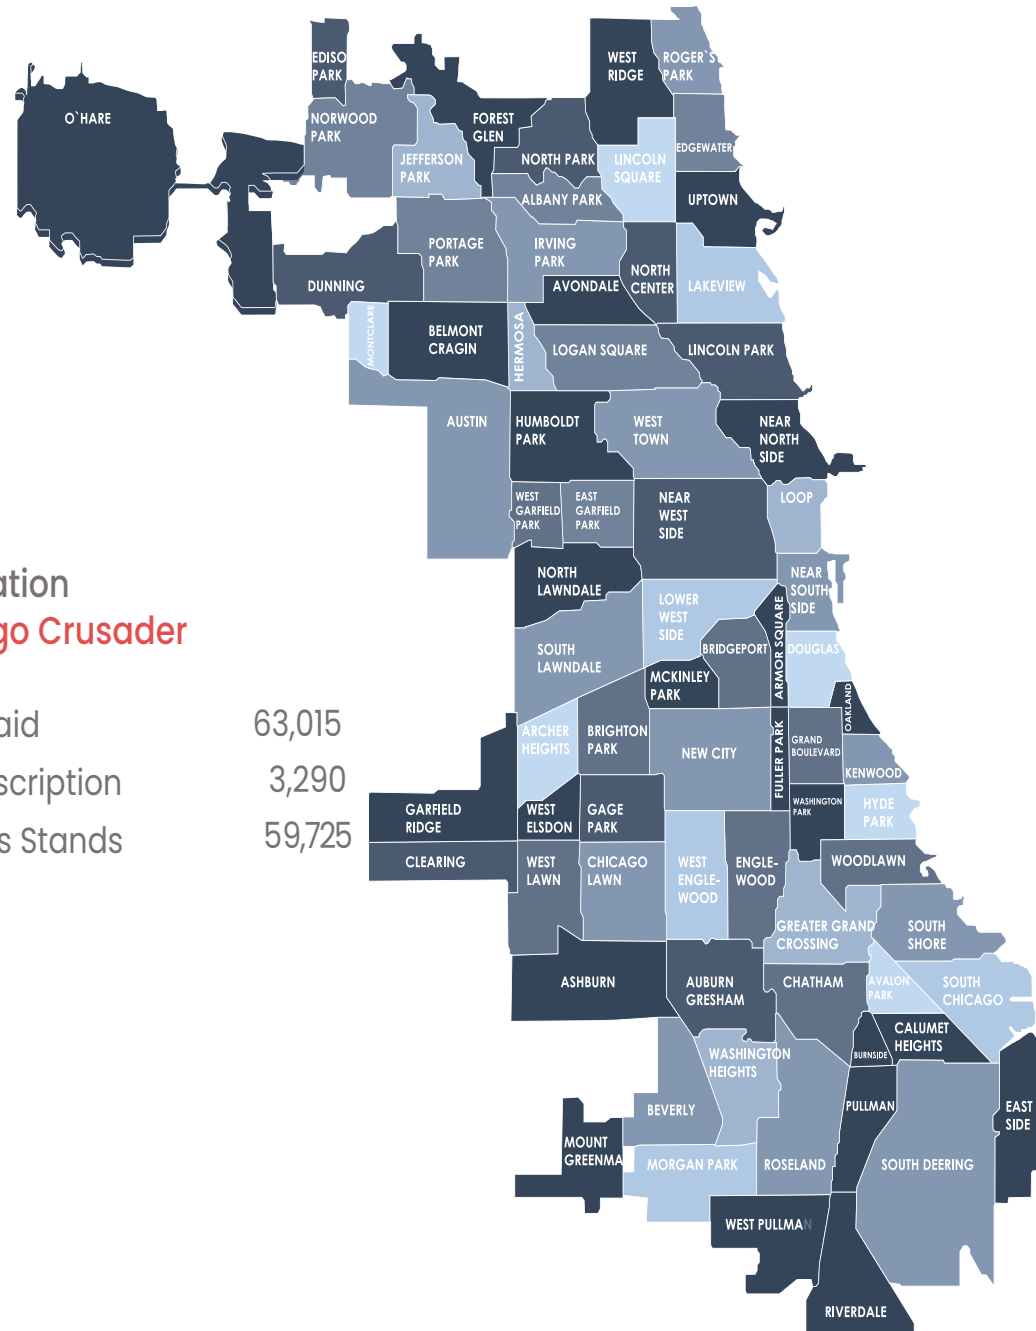 EDISO
PARK
WEST
RIDGE
ROGER`S
PARK
O`HARE
NORWOOD
PARK
FOREST
GLEN
JEFFERSON
PARK
NORTH PARK
LINCOLN
SQUARE
EDGEWATER
ALBANY PARK
UPTOWN
PORTAGE
PARK
IRVING
PARK
DUNNING
AVONDALE
NORTH
CENTER
LAKEVIEW
MONTCLARE
BELMONT
CRAGIN
HERMOSA
LOGAN SQUARE
LINCOLN PARK
AUSTIN
HUMBOLDT
PARK
WEST
TOWN
NEAR
NORTH
SIDE
WEST
GARFIELD
PARK
EAST
GARFIELD
PARK
NEAR
WEST
SIDE
LOOP
NORTH
LAWNDALE
NEAR
SOUTH
SIDE
ation
go Crusader
LOWER
WEST
SIDE
ARMOR SQUARE
SOUTH
LAWNDALE
BRIDGEPORT
DOUGLAS
MCKINLEY
PARK
OAKLAND
aid 63,015
ARCHER
HEIGHTS
BRIGHTON
PARK
NEW CITY
FULLER PARK
GRAND
BOULEVARD
KENWOOD
scription 3,290
GARFIELD
RIDGE
WEST
ELSDON
GAGE
PARK
WASHINGTON
PARK
HYDE
PARK
s Stands 59,725
CLEARING
WEST
LAWN
CHICAGO
LAWN
WEST
ENGLE-
WOOD
ENGLE-
WOOD
WOODLAWN
GREATER GRAND
CROSSING
SOUTH
SHORE
ASHBURN
AUBURN
GRESHAM
CHATHAM
AVALON
PARK
SOUTH
CHICAGO
WASHINGTON
HEIGHTS
BURNSIDE
CALUMET
HEIGHTS
BEVERLY
PULLMAN
EAST
SIDE
MOUNT
GREENMA
MORGAN PARK
ROSELAND
SOUTH DEERING
WEST PULLMAN
RIVERDALE